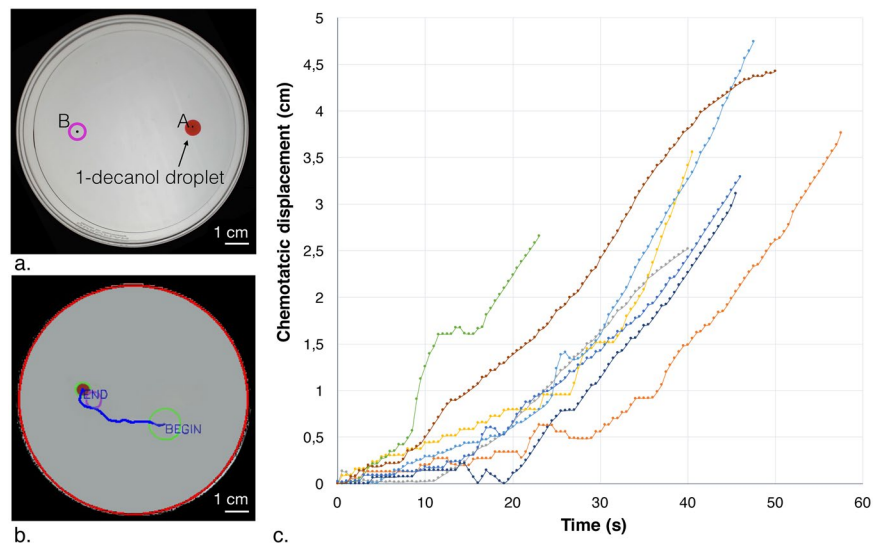 B
A
1-decanol droplet
1 cm
a.
END
BEGIN
1 cm
b.
Chemotatcic displacement (cm)
5
4,5
4
3,5
3
2,5
2
1,5
1
0,5
0
0 10 20 30 40 50 60
Time (s)
c.